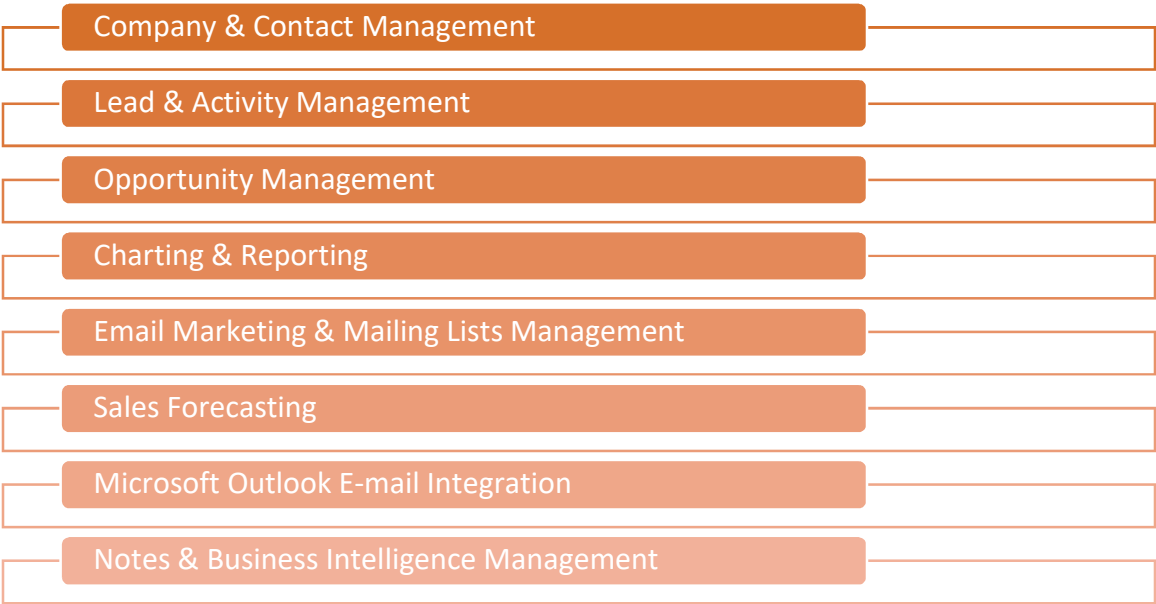 Company & Contact Management
Lead & Activity Management
Opportunity Management
Charting & Reporting
Email Marketing & Mailing Lists Management
Sales Forecasting
Microsoft Outlook E-mail Integration
Notes & Business Intelligence Management